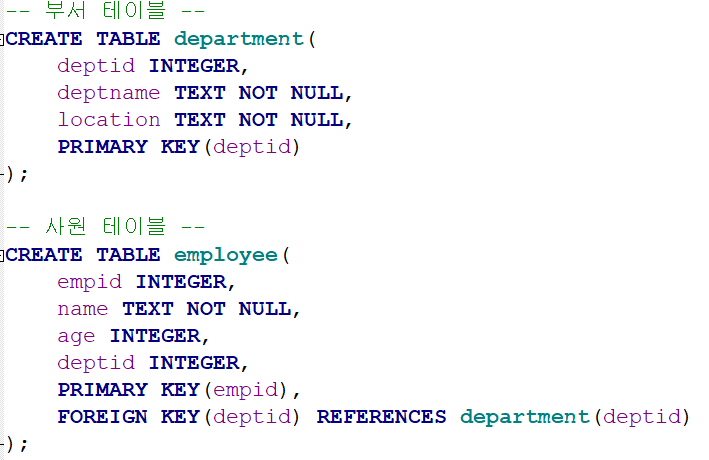 -- 부서 테이블 --
CREATE TABLE department(
deptid INTEGER,
deptname TEXT NOT NULL,
location TEXT NOT NULL,
PRIMARY KEY(deptid)
);
-- 사원 테이블 --
CREATE TABLE employee(
empid INTEGER,
name TEXT NOT NULL,
age INTEGER,
deptid INTEGER,
PRIMARY KEY(empid),
FOREIGN KEY(deptid) REFERENCES department(deptid)
);